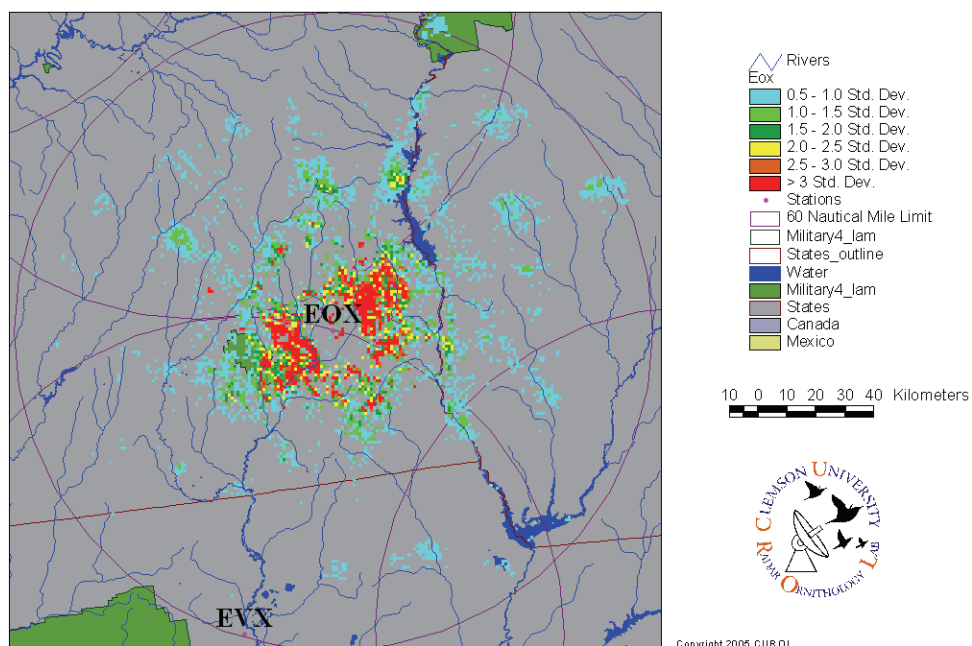 EOX
EVX
Rivers
Eox
0.5 - 1.0 Std. Dev.
1.0 - 1.5 Std. Dev.
1.5 - 2.0 Std. Dev.
2.0 - 2.5 Std. Dev.
2.5 - 3.0 Std. Dev.
> 3 Std. Dev.
Stations
60 Nautical Mile Limit
Military4_lam
States_outline
Water
Military4_lam
States
Canada
Mexico
10 0 10 20 30 40 Kilometers
CLEMSON UNIVERSITY
RADAR ORNITHOLOGY LAB
Copyright 2005